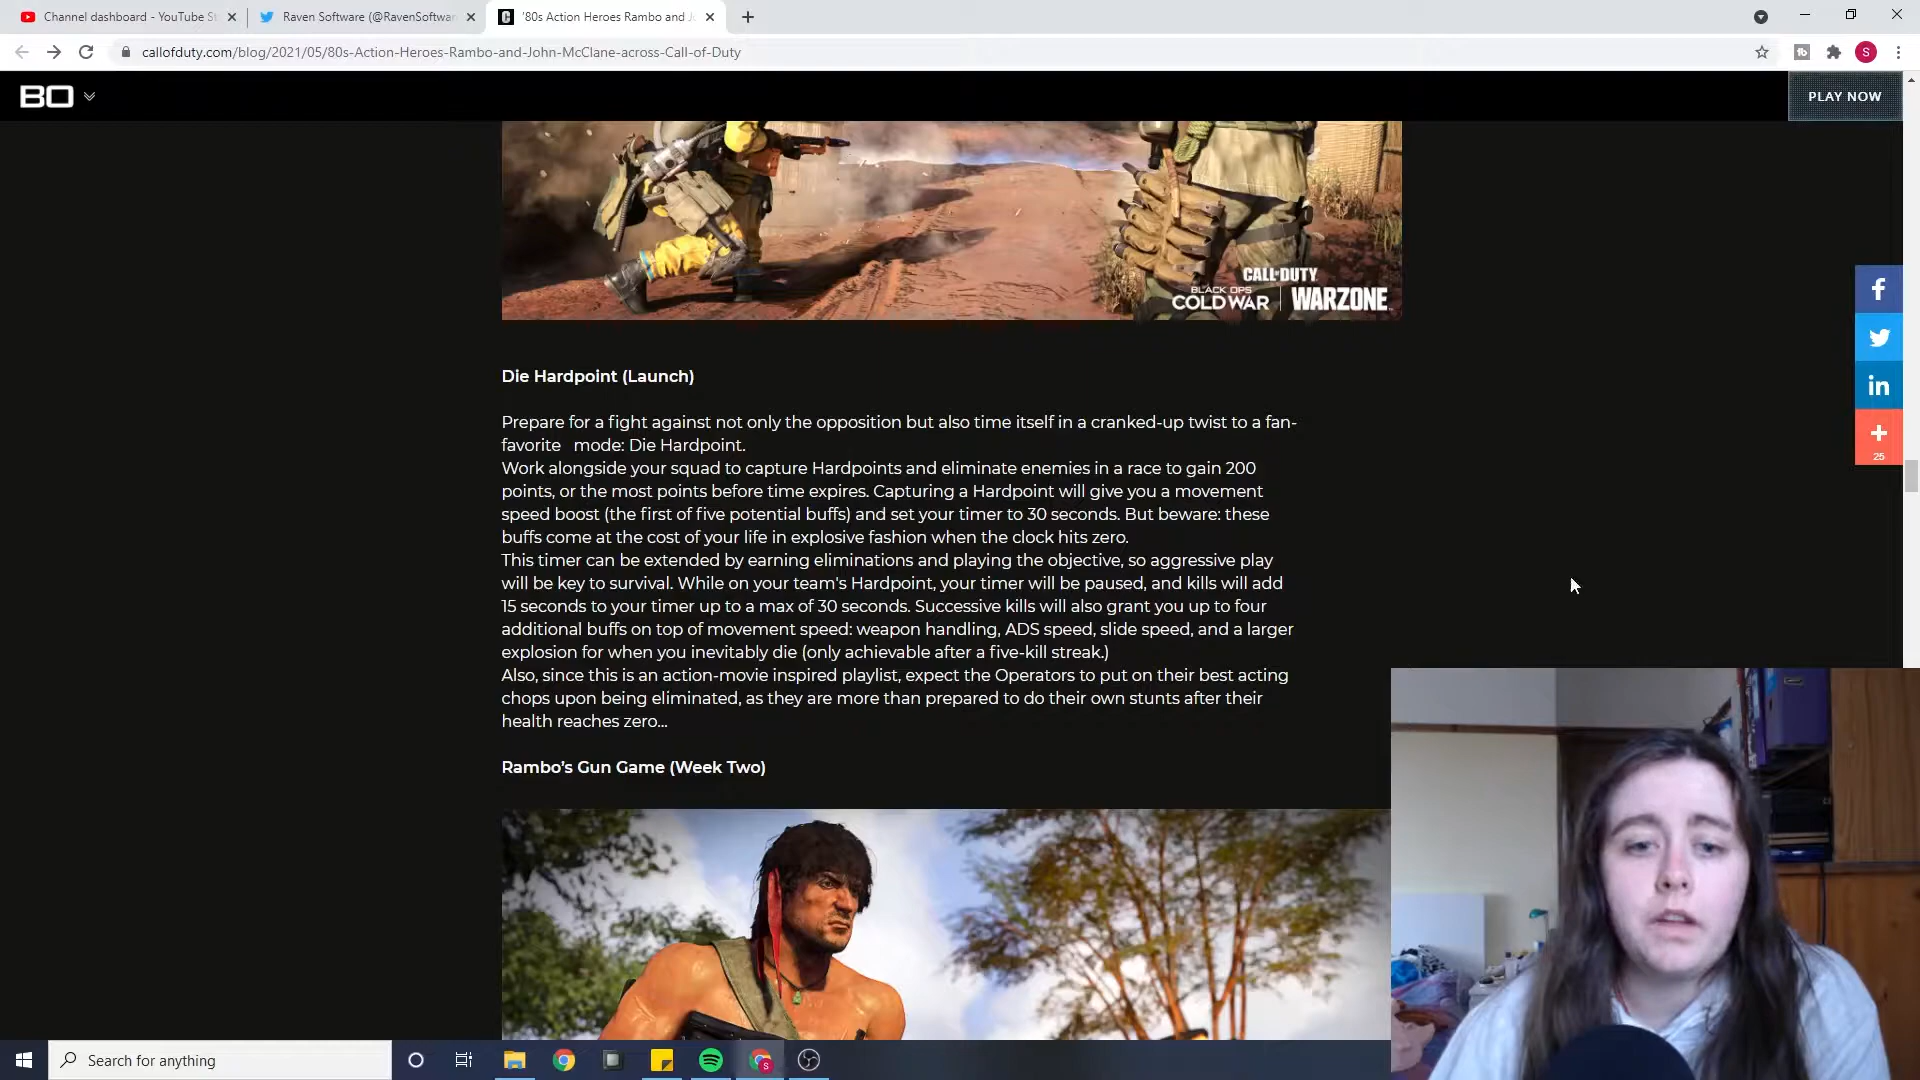 Channel dashboard - YouTube St
Raven Software (@RavenSoftwar
'80s Action Heroes Rambo and J
callofduty.com/blog/2021/05/80s-Action-Heroes-Rambo-and-John-McClane-across-Call-of-Duty
S
BO
PLAY NOW
CALL OF DUTY
BLACK OPS
COLD WAR | WARZONE
25
Die Hardpoint (Launch)
Prepare for a fight against not only the opposition but also time itself in a cranked-up twist to a fan-
favorite mode: Die Hardpoint.
Work alongside your squad to capture Hardpoints and eliminate enemies in a race to gain 200
points, or the most points before time expires. Capturing a Hardpoint will give you a movement
speed boost (the first of five potential buffs) and set your timer to 30 seconds. But beware: these
buffs come at the cost of your life in explosive fashion when the clock hits zero.
This timer can be extended by earning eliminations and playing the objective, so aggressive play
will be key to survival. While on your team's Hardpoint, your timer will be paused, and kills will add
15 seconds to your timer up to a max of 30 seconds. Successive kills will also grant you up to four
additional buffs on top of movement speed: weapon handling, ADS speed, slide speed, and a larger
explosion for when you inevitably die (only achievable after a five-kill streak.)
Also, since this is an action-movie inspired playlist, expect the Operators to put on their best acting
chops upon being eliminated, as they are more than prepared to do their own stunts after their
health reaches zero...
Rambo's Gun Game (Week Two)
Search for anything